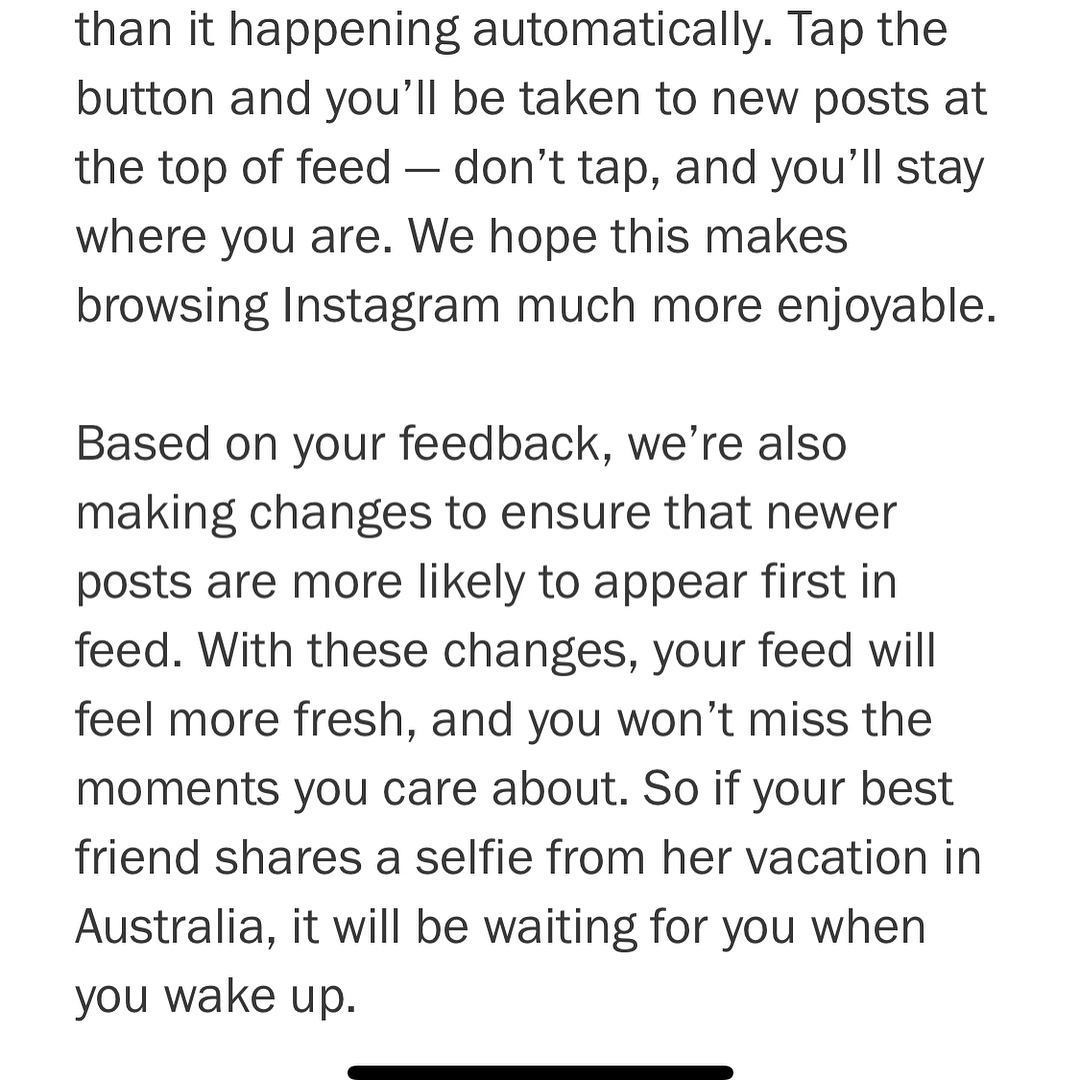 than it happening automatically. Tap the
button and you’ll be taken to new posts at
the top of feed — don’t tap, and you’ll stay
where you are. We hope this makes
browsing Instagram much more enjoyable.
Based on your feedback, we’re also
making changes to ensure that newer
posts are more likely to appear first in
feed. With these changes, your feed will
feel more fresh, and you won’t miss the
moments you care about. So if your best
friend shares a selfie from her vacation in
Australia, it will be waiting for you when
you wake up.